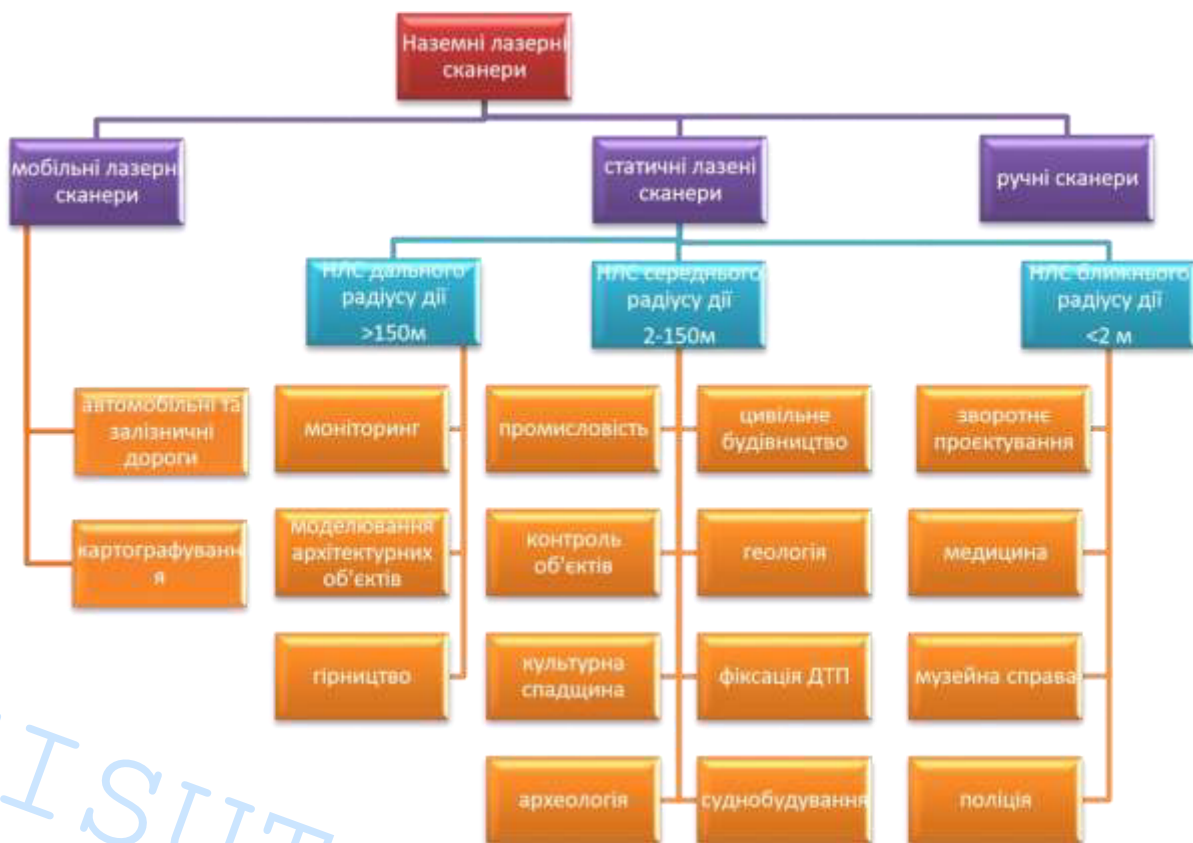 Наземні лазерні
сканери
мобільні лазерні
сканери
статичні лазені
сканери
ручні сканери
НЛС дального
радіусу дії
>150м
НЛС середнього
радіусу дії
2-150м
НЛС ближнього
радіусу дії
<2 м
автомобільні та
залізничні
дороги
картографуванн
я
моніторинг
моделювання
архітектурних
об'єктів
гірництво
промисловість
цивільне
будівництво
контроль
об'єктів
геологія
культурна
спадщина
фіксація ДТП
археологія
суднобудування
зворотнє
проєктування
медицина
музейна справа
поліція